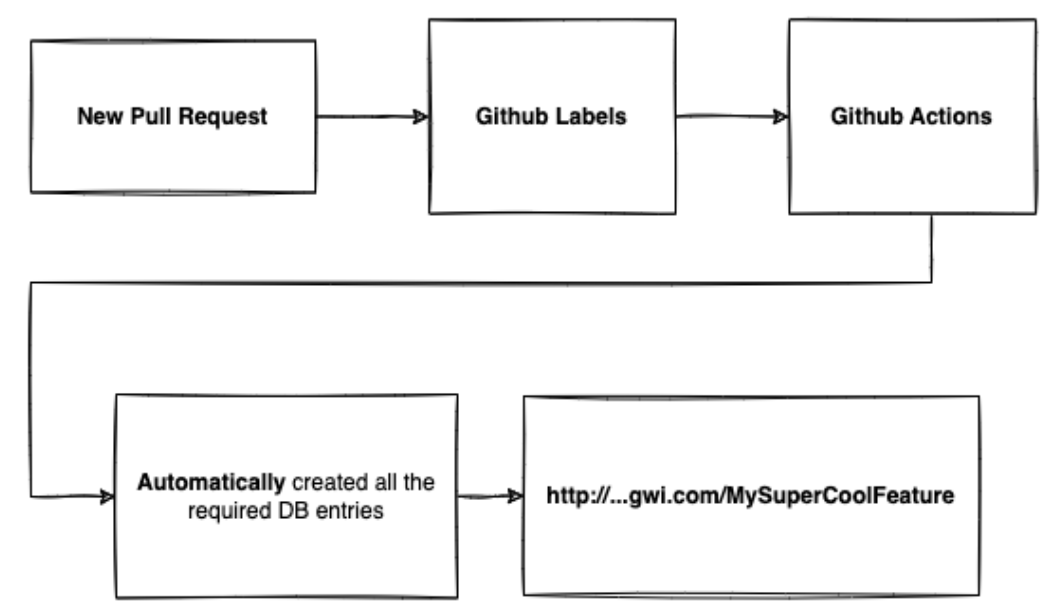 New Pull Request
Github Labels
Github Actions
Automatically created all the
required DB entries
http://...gwi.com/MySuperCoolFeature